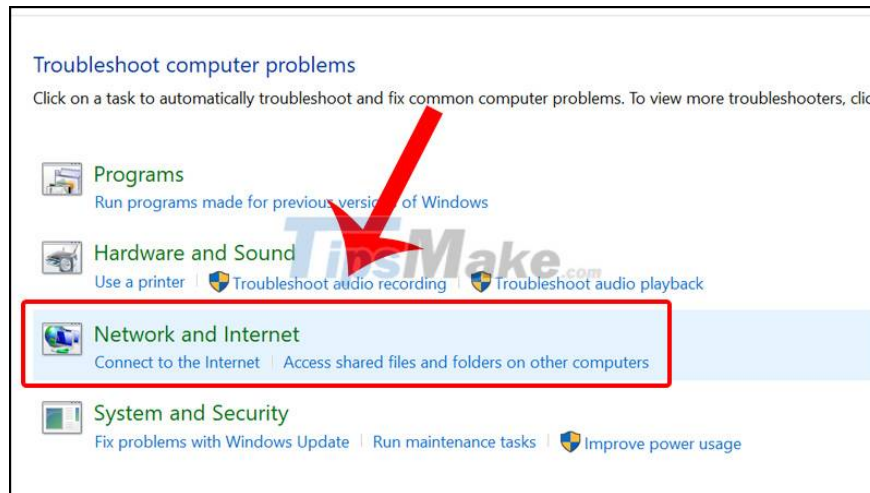 Troubleshoot computer problems
Click on a task to automatically troubleshoot and fix common computer problems. To view more troubleshooters,
Programs
Run programs made for previous versions of Windows
TipsMake.com
Hardware and Sound
Use a printer Troubleshoot audio recording Troubleshoot audio playback
Network and Internet
Connect to the Internet Access shared files and folders on other computers
System and Security
Fix problems with Windows Update Run maintenance tasks Improve power usage